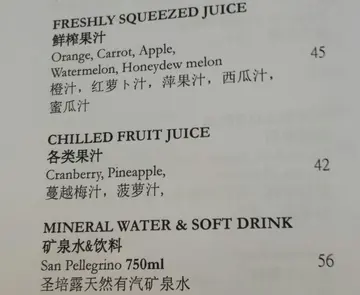 FRESHLY SQUEEZED JUICE
鲜榨果汁
Orange, Carrot, Apple,
Watermelon, Honeydew melon 45
橙汁，红萝卜汁，萍果汁，西瓜汁，
蜜瓜汁
CHILLED FRUIT JUICE
各类果汁
Cranberry, Pineapple, 42
蔓越梅汁，菠萝汁，
MINERAL WATER & SOFT DRINK
矿泉水&饮料
San Pellegrino 750ml 56
圣培露天然有汽矿泉水